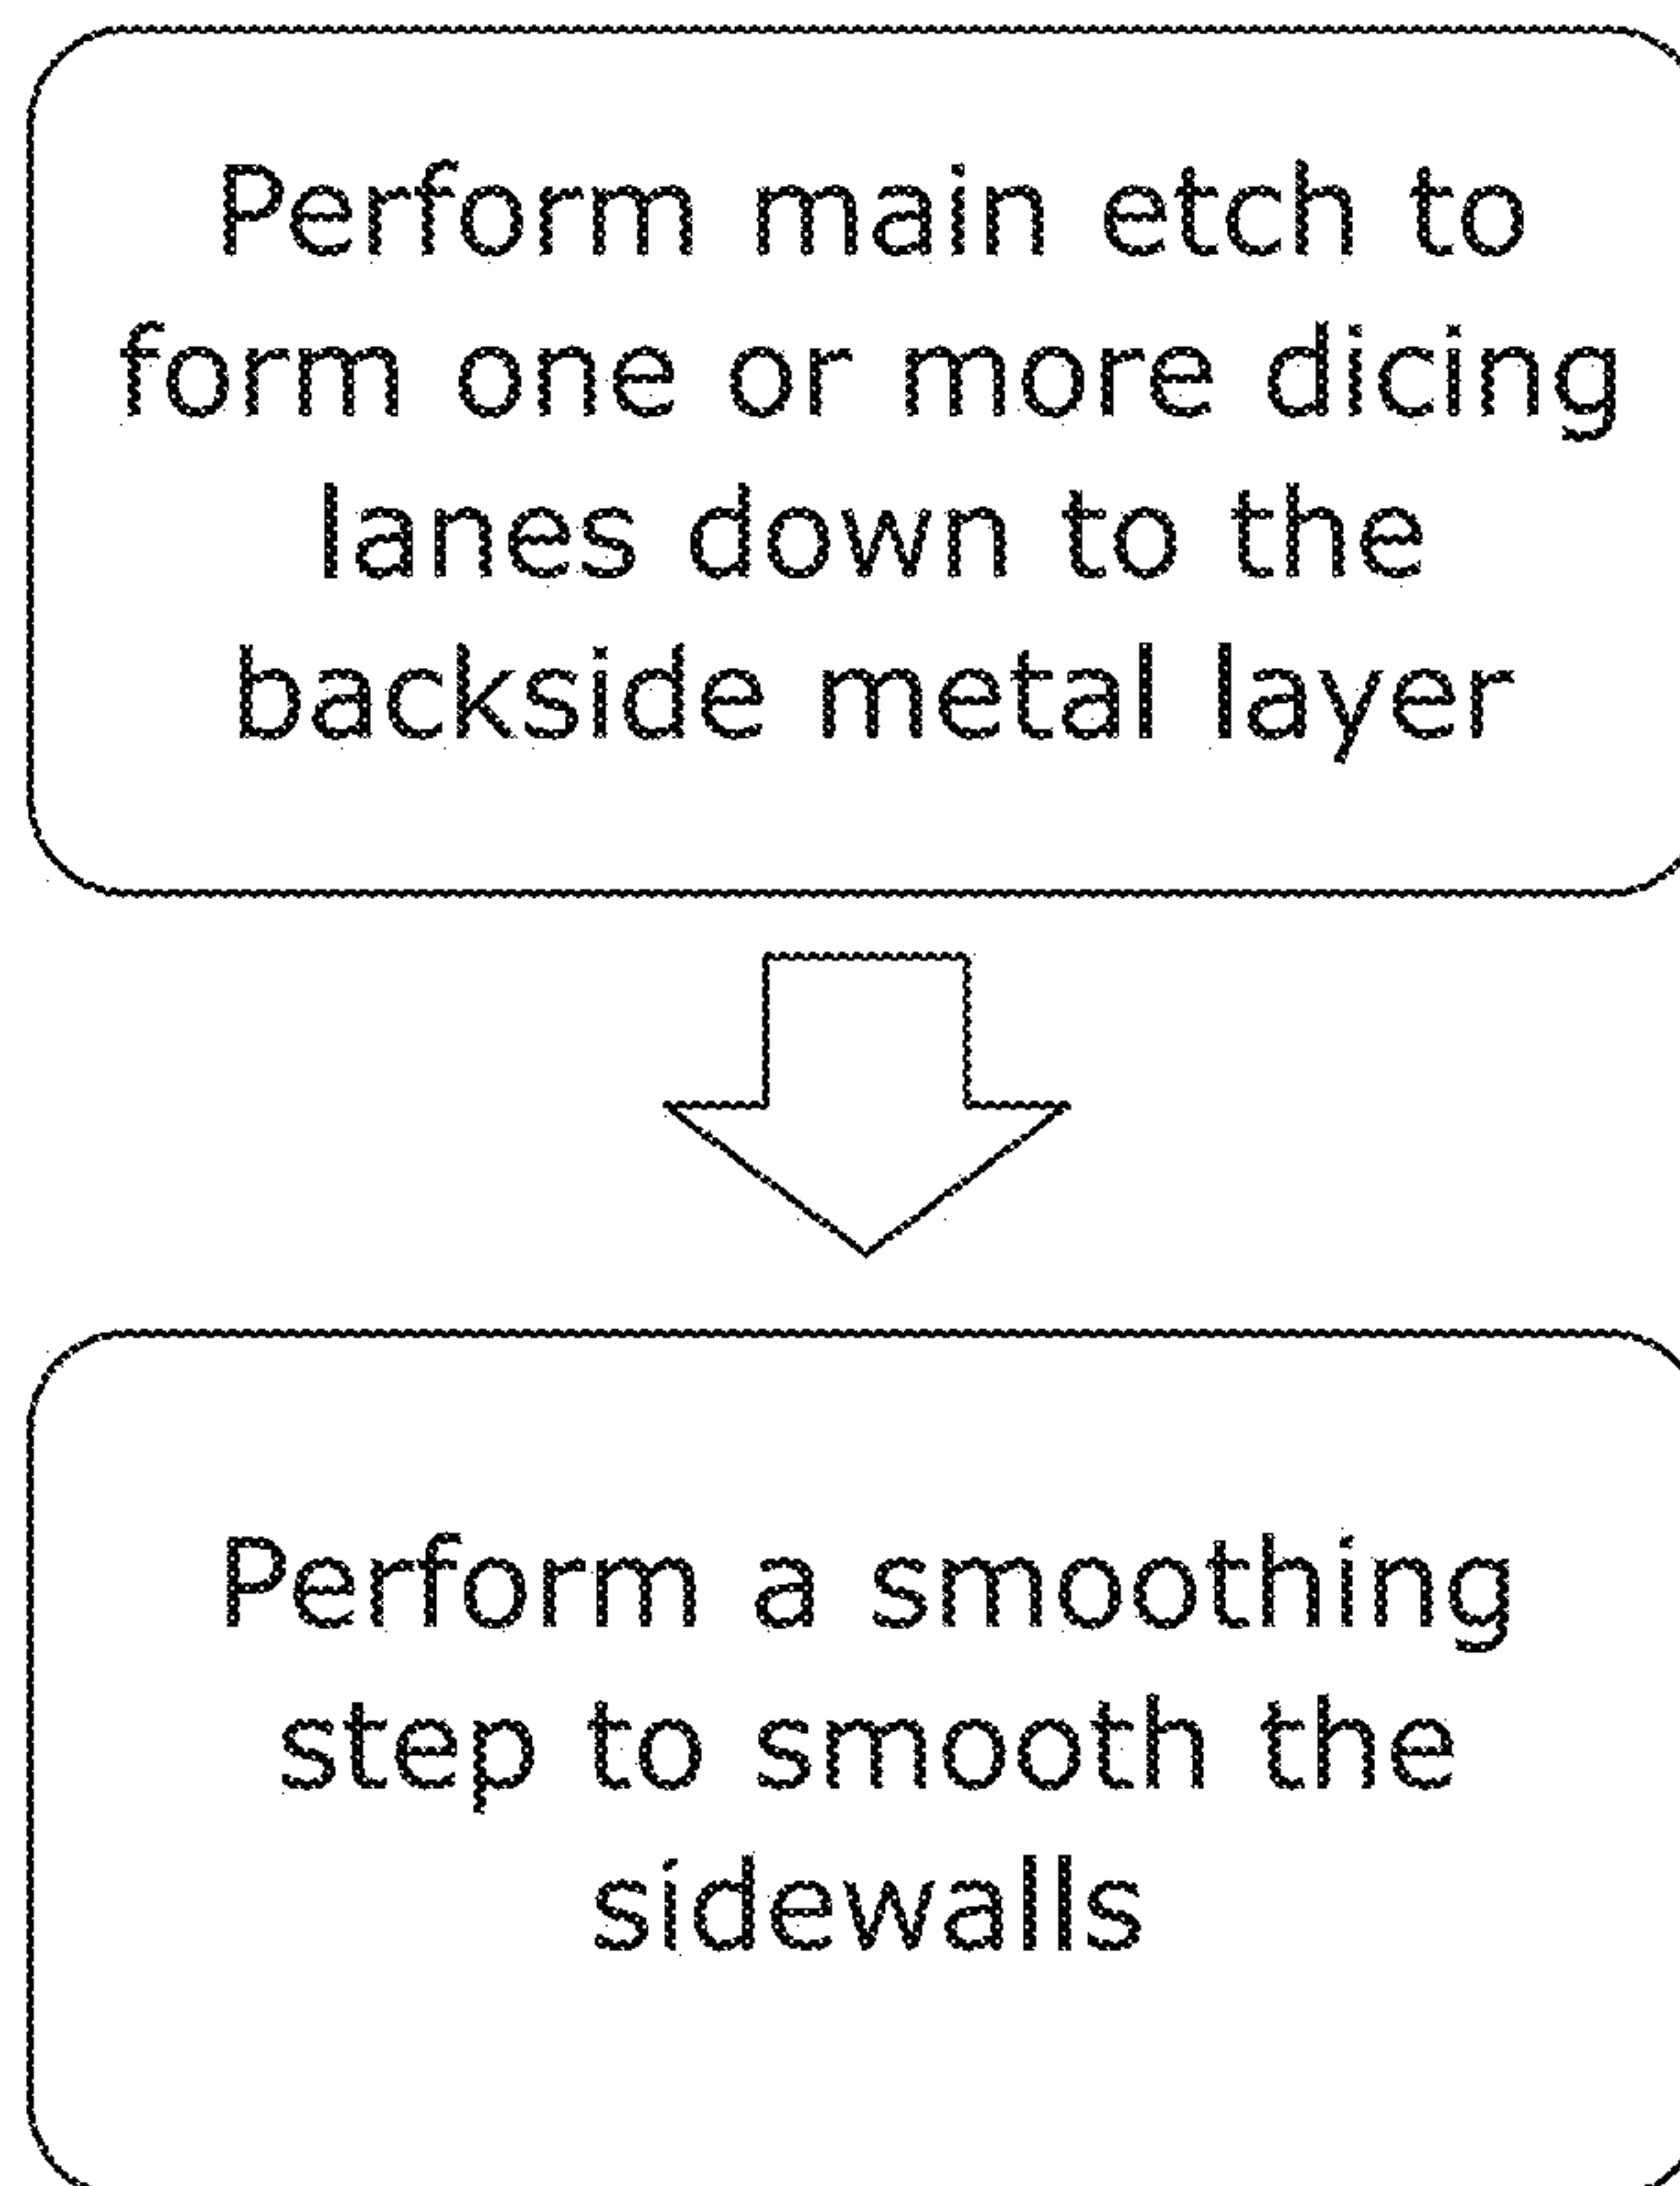 Perform main etch to
form one or more dicing
lanes down to the
backside metal layer
Perform a smoothing
step to smooth the
sidewalls